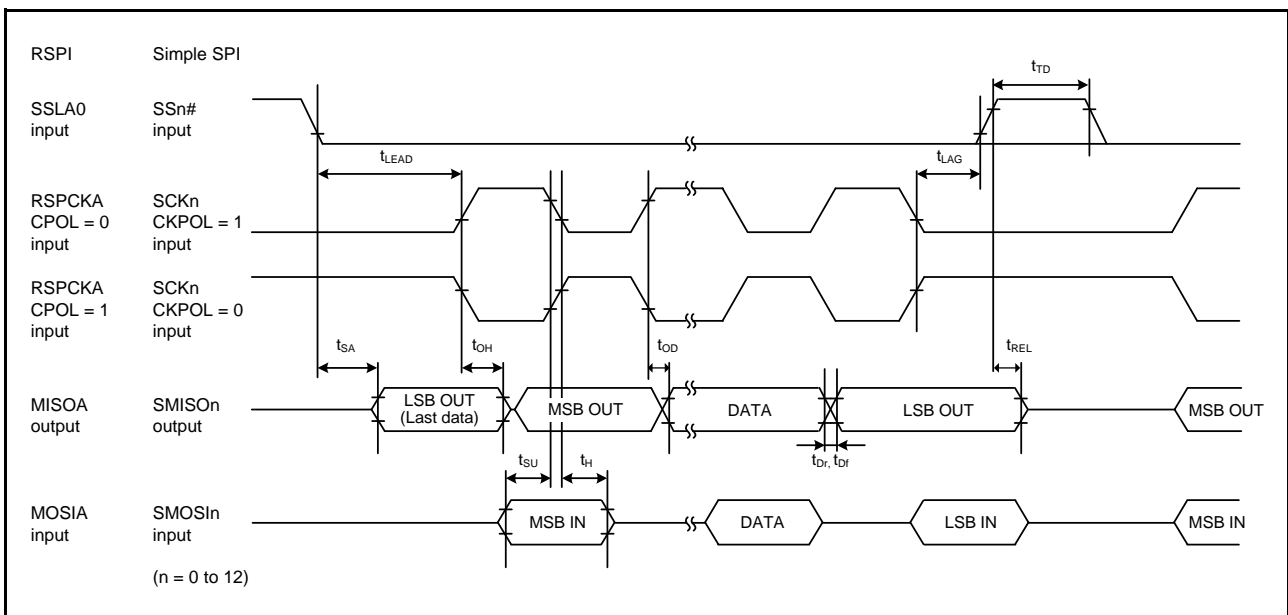 RSPI Simple SPI
tTD
SSLA0 SSn#
input input
tLEAD tLAG
RSPCKA SCKn
CPOL = 0 CKPOL = 1
input input
RSPCKA SCKn
CPOL = 1 CKPOL = 0
input input
tSA tOH tOD tREL
MISOA SMISOn
output output
LSB OUT
(Last data)
MSB OUT DATA LSB OUT MSB OUT
tSU tH tDr, tDf
MOSIA SMOSIn
input input
MSB IN DATA LSB IN MSB IN
(n = 0 to 12)